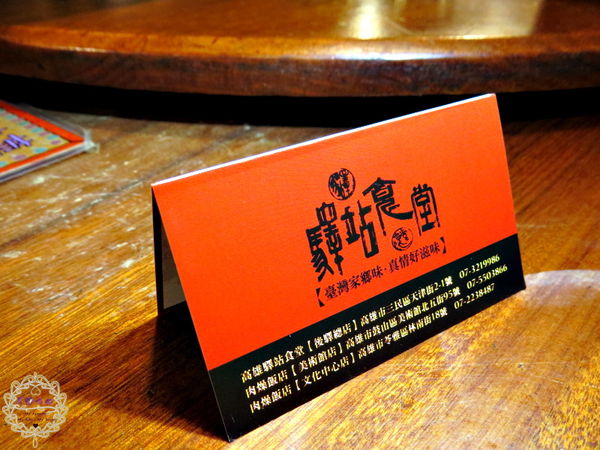 驛站食堂
【臺灣家鄉味·真情好滋味】
高雄驛站食堂【後驛總店】高雄市三民區天津街2-1號 07-3219986
肉燥飯店【美術館店】高雄市鼓山區美術館北五街95號 07-5503866
肉燥飯店【文化中心店】高雄市苓雅區林南街18號 07-2238487